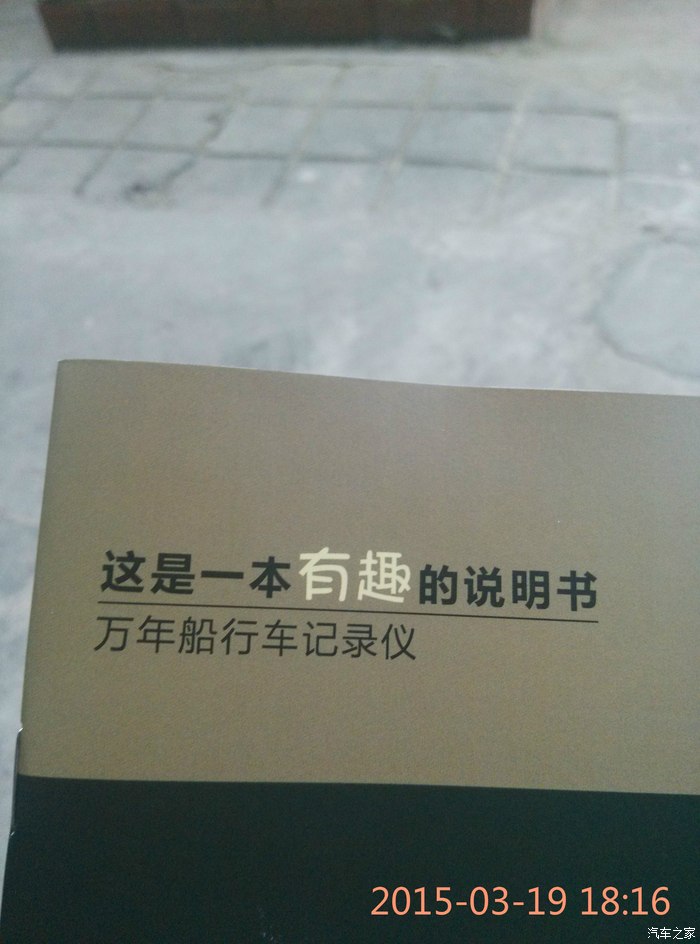 这是一本有趣的说明书
万年船行车记录仪
2015-03-19 18:16
汽车之家